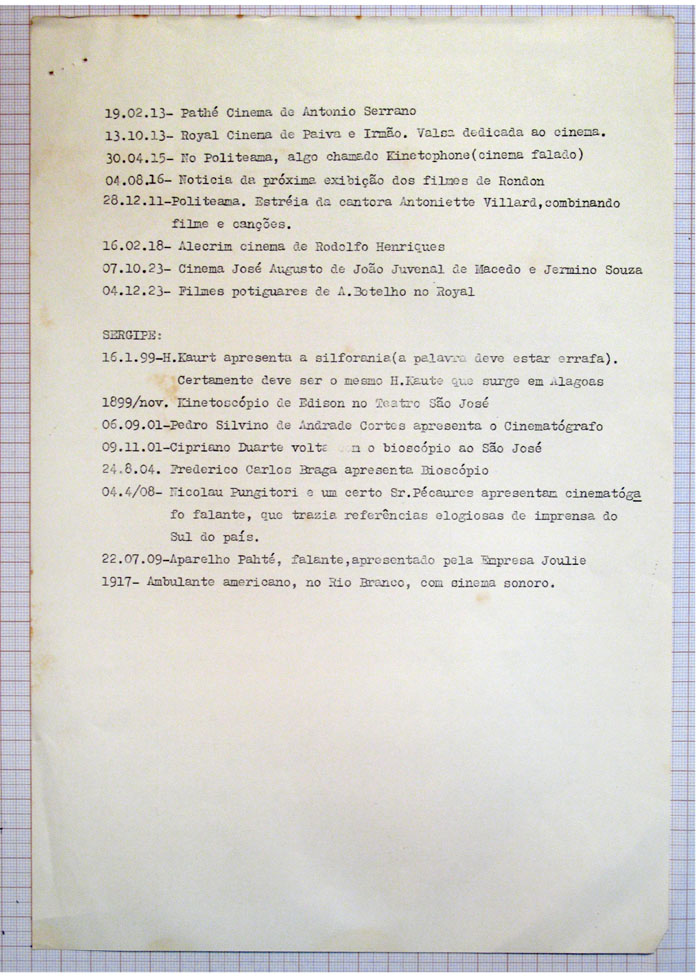 19.02.13- Pathé Cinema de Antonio Serrano
13.10.13- Royal Cinema de Paiva e Irmão. Valsa dedicada ao cinema.
30.04.15- No Politeama, algo chamado Kinetophone(cinema falado)
04.08.16- Noticia da próxima exibição dos filmes de Rondon
28.12.11-Politeama. Estréia da cantora Antoniette Villard,combinando
filme e canções.
16.02.18- Alecrim cinema de Rodolfo Henriques
07.10.23- Cinema José Augusto de João Juvenal de Macedo e Jermino Souza
04.12.23- Filmes potiguares de A.Botelho no Royal
SERGIPE:
16.1.99-H.Kaurt apresenta a silforania(a palavra deve estar errafa).
Certamente deve ser o mesmo H.Kaute que surge em Alagoas
1899/nov. Kinetoscópio de Edison no Teatro São José
06.09.01-Pedro Silvino de Andrade Cortes apresenta o Cinematógrafo
09.11.01-Cipriano Duarte volta com o bioscópio ao São José
24.8.04. Frederico Carlos Braga apresenta Bioscópio
04.4/08- Nicolau Pungitori e um certo Sr.Pécaures apresentam cinematóga
fo falante, que trazia referências elogiosas de imprensa do
Sul do país.
22.07.09-Aparelho Pahté, falante,apresentado pela Empresa Joulie
1917- Ambulante americano, no Rio Branco, com cinema sonoro.